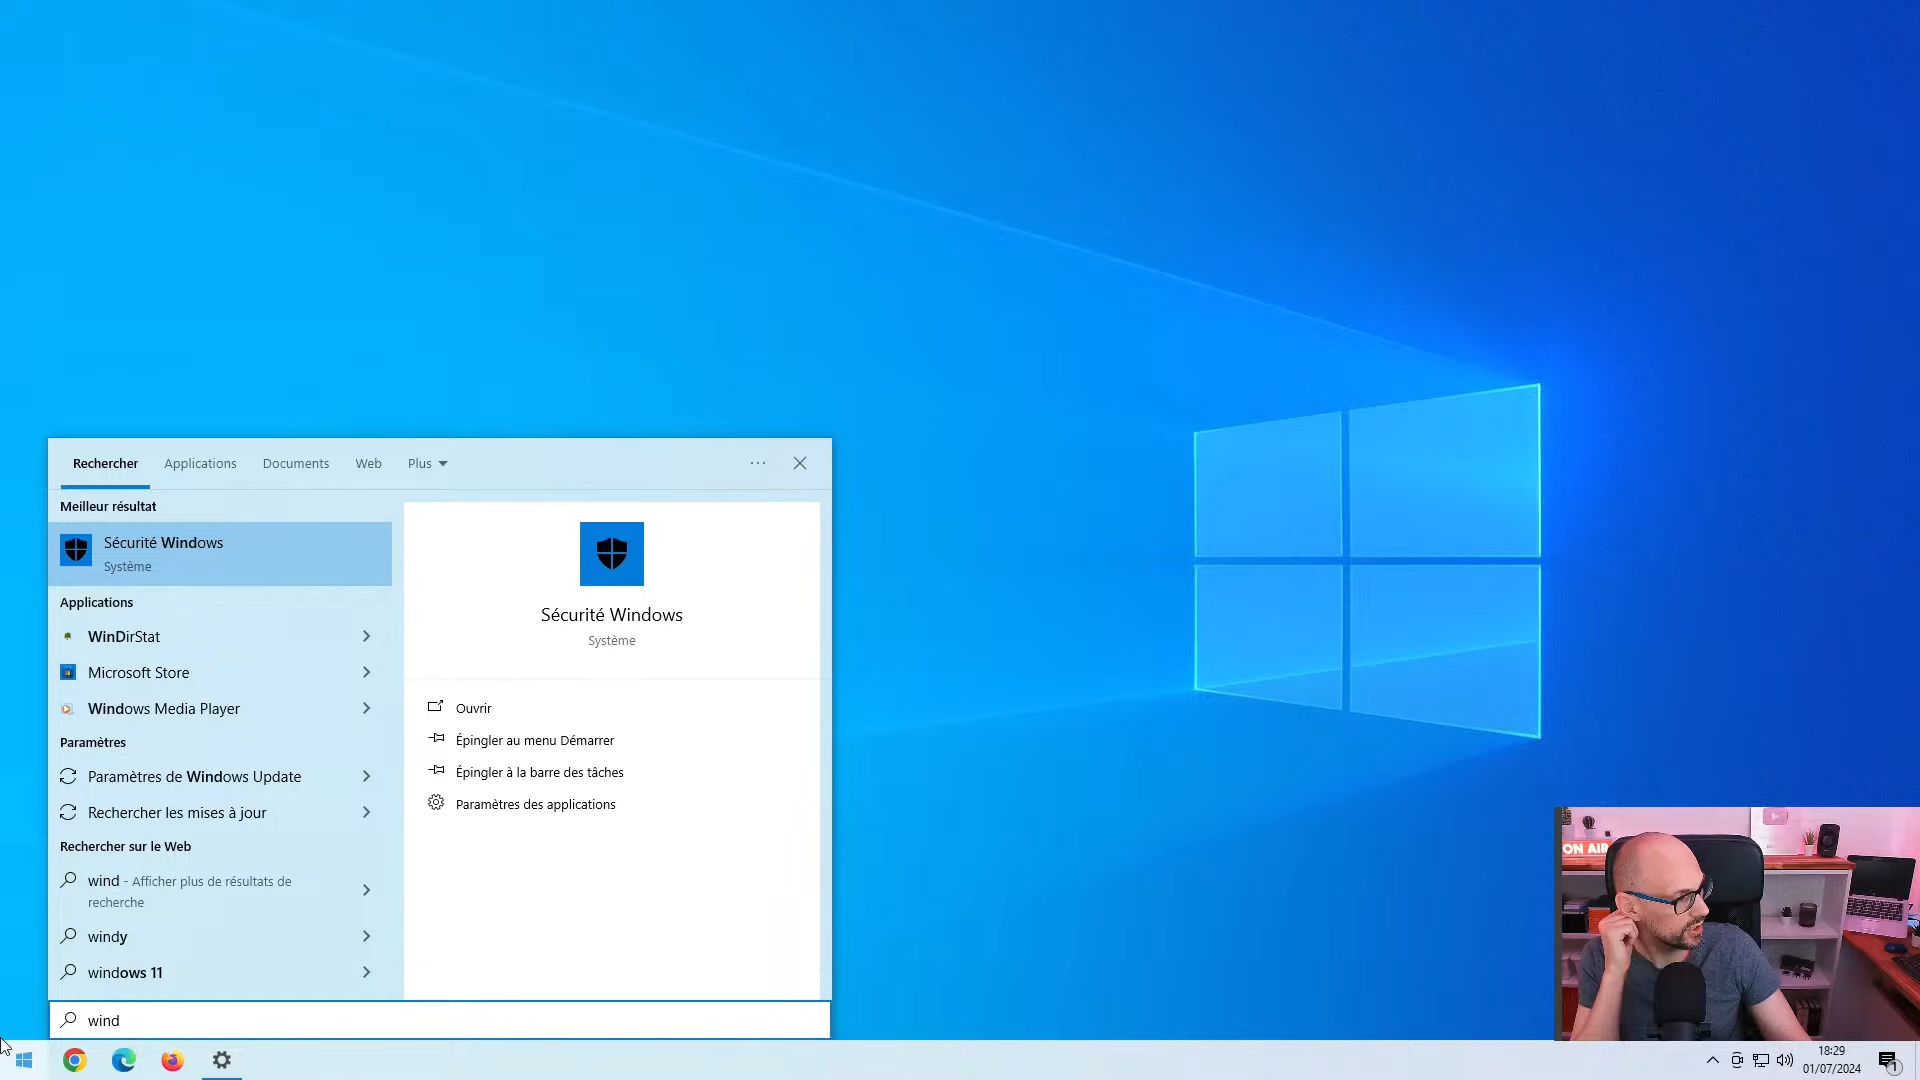 Rechercher Applications Documents Web Plus
Meilleur résultat
Sécurité Windows
Système
Applications
WinDirStat
Microsoft Store
Windows Media Player
Paramètres
Paramètres de Windows Update
Rechercher les mises à jour
Rechercher sur le Web
wind - Afficher plus de résultats de
recherche
windy
windows 11
wind
Sécurité Windows
Système
Ouvrir
Épingler au menu Démarrer
Épingler à la barre des tâches
Paramètres des applications
ON AIR
18:29
01/07/2024
1